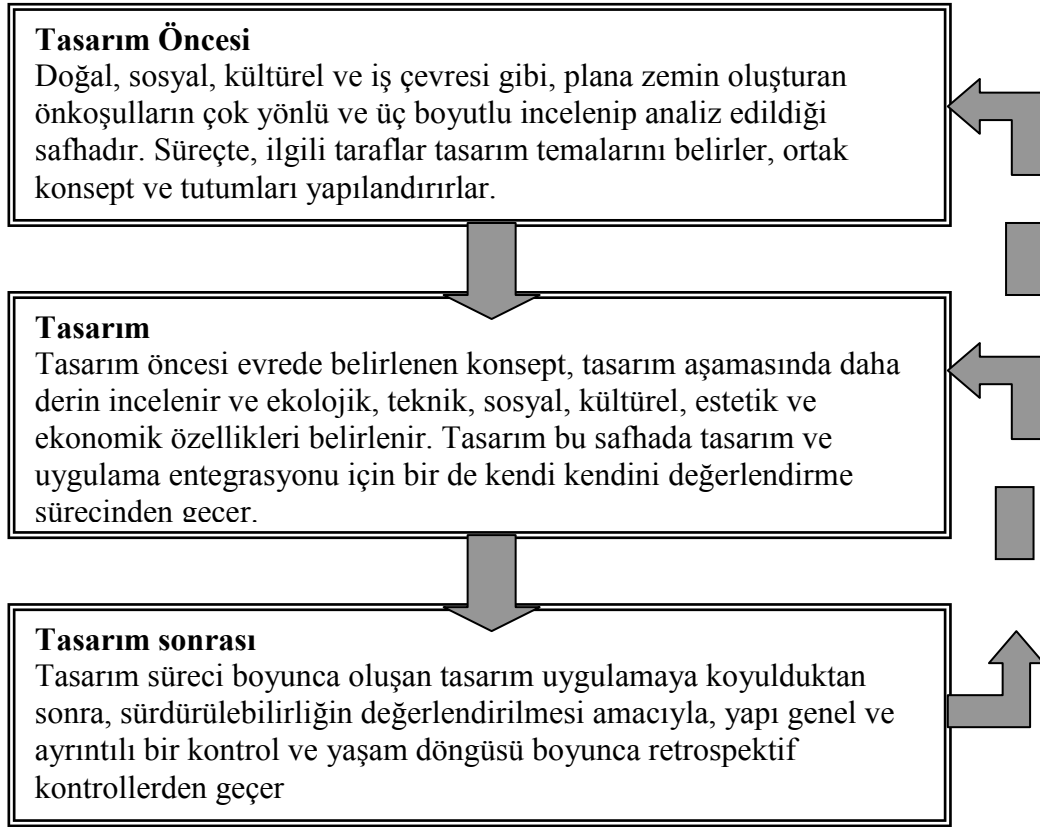 Tasarım Öncesi
Doğal, sosyal, kültürel ve iş çevresi gibi, plana zemin oluşturan
önkoşulların çok yönlü ve üç boyutlu incelenip analiz edildiği
safhadır. Süreçte, ilgili taraflar tasarım temalarını belirler, ortak
konsept ve tutumları yapılandırırlar.
Tasarım
Tasarım öncesi evrede belirlenen konsept, tasarım aşamasında daha
derin incelenir ve ekolojik, teknik, sosyal, kültürel, estetik ve
ekonomik özellikleri belirlenir. Tasarım bu safhada tasarım ve
uygulama entegrasyonu için bir de kendi kendini değerlendirme
sürecinden geçer.
Tasarım sonrası
Tasarım süreci boyunca oluşan tasarım uygulamaya koyulduktan
sonra, sürdürülebilirliğin değerlendirilmesi amacıyla, yapı genel ve
ayrıntılı bir kontrol ve yaşam döngüsü boyunca retrospektif
kontrollerden geçer